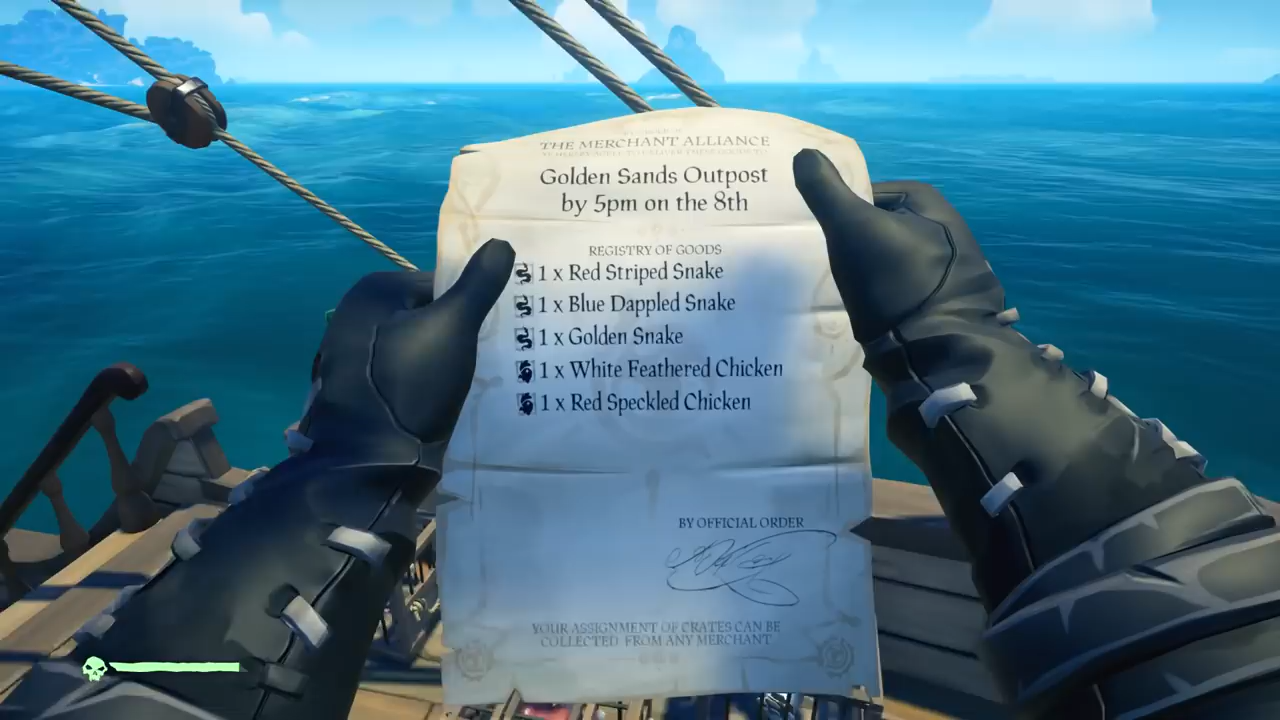 THE MERCHANT ALLIANCE
Golden Sands Outpost
by 5pm on the 8th
REGISTRY OF GOODS
1 x Red Striped Snake
1 x Blue Dappled Snake
1 x Golden Snake
1 x White Feathered Chicken
1 x Red Speckled Chicken
BY OFFICIAL ORDER
YOUR ASSIGNMENT OF CRATES CAN BE
COLLECTED FROM ANY MERCHANT